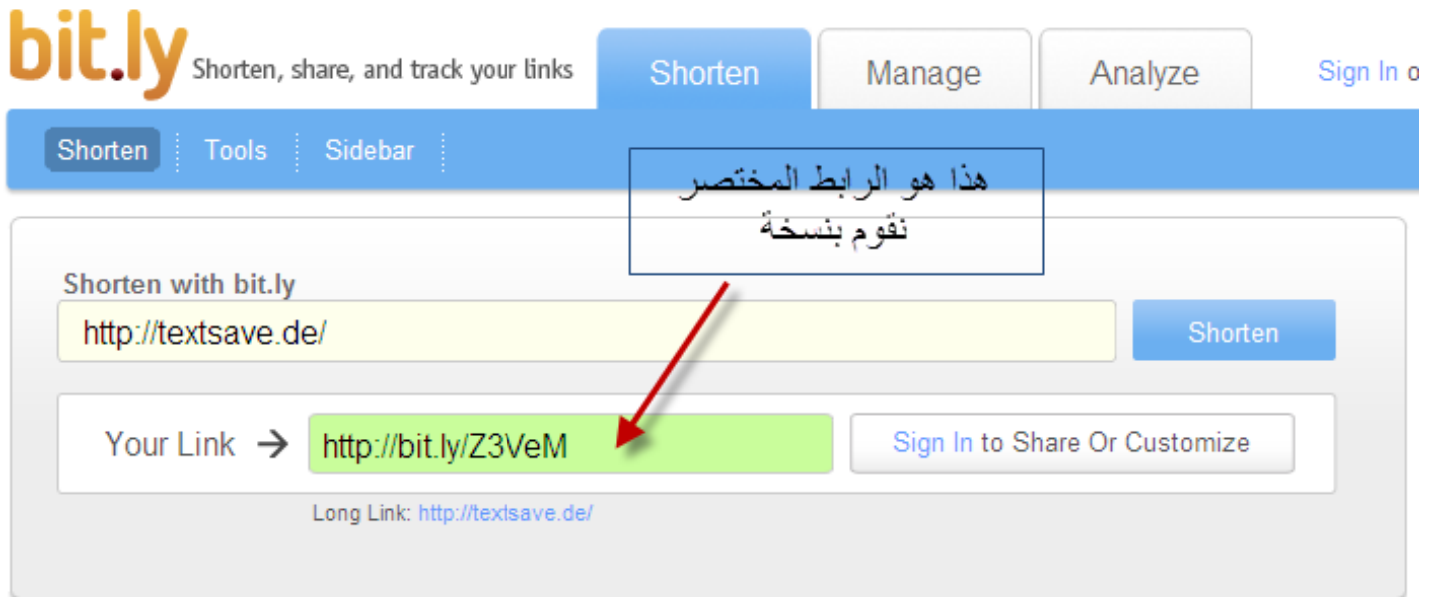 bit.ly Shorten, share, and track your links
Shorten
Manage
Analyze
Sign In o
Shorten
Tools
Sidebar
هذا هو الرابط المختصر
نقوم بنسخة
Shorten with bit.ly
http://textsave.de/
Shorten
Your Link →
http://bit.ly/Z3VeM
Sign In to Share Or Customize
Long Link: http://textsave.de/